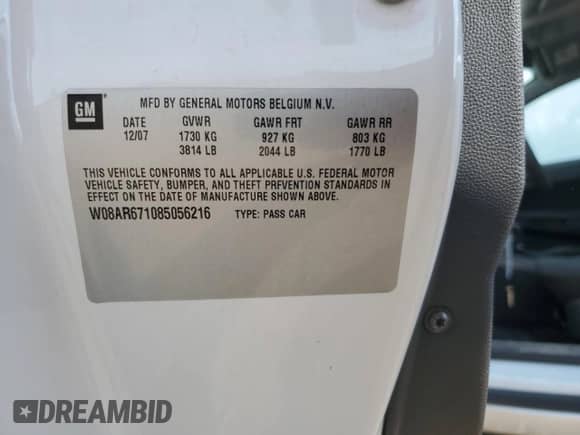 GM
MFD BY GENERAL MOTORS BELGIUM N.V.
DATE GVWR GAWR FRT GAWR RR
12/07 1730 KG 927 KG 803 KG
3814 LB 2044 LB 1770 LB
THIS VEHICLE CONFORMS TO ALL APPLICABLE U.S. FEDERAL MOTOR
VEHICLE SAFETY, BUMPER, AND THEFT PREVENTION STANDARDS IN
EFFECT ON THE DATE OF MANUFACTURE SHOWN ABOVE.
W08AR671085056216 TYPE: PASS CAR
DREAMBID